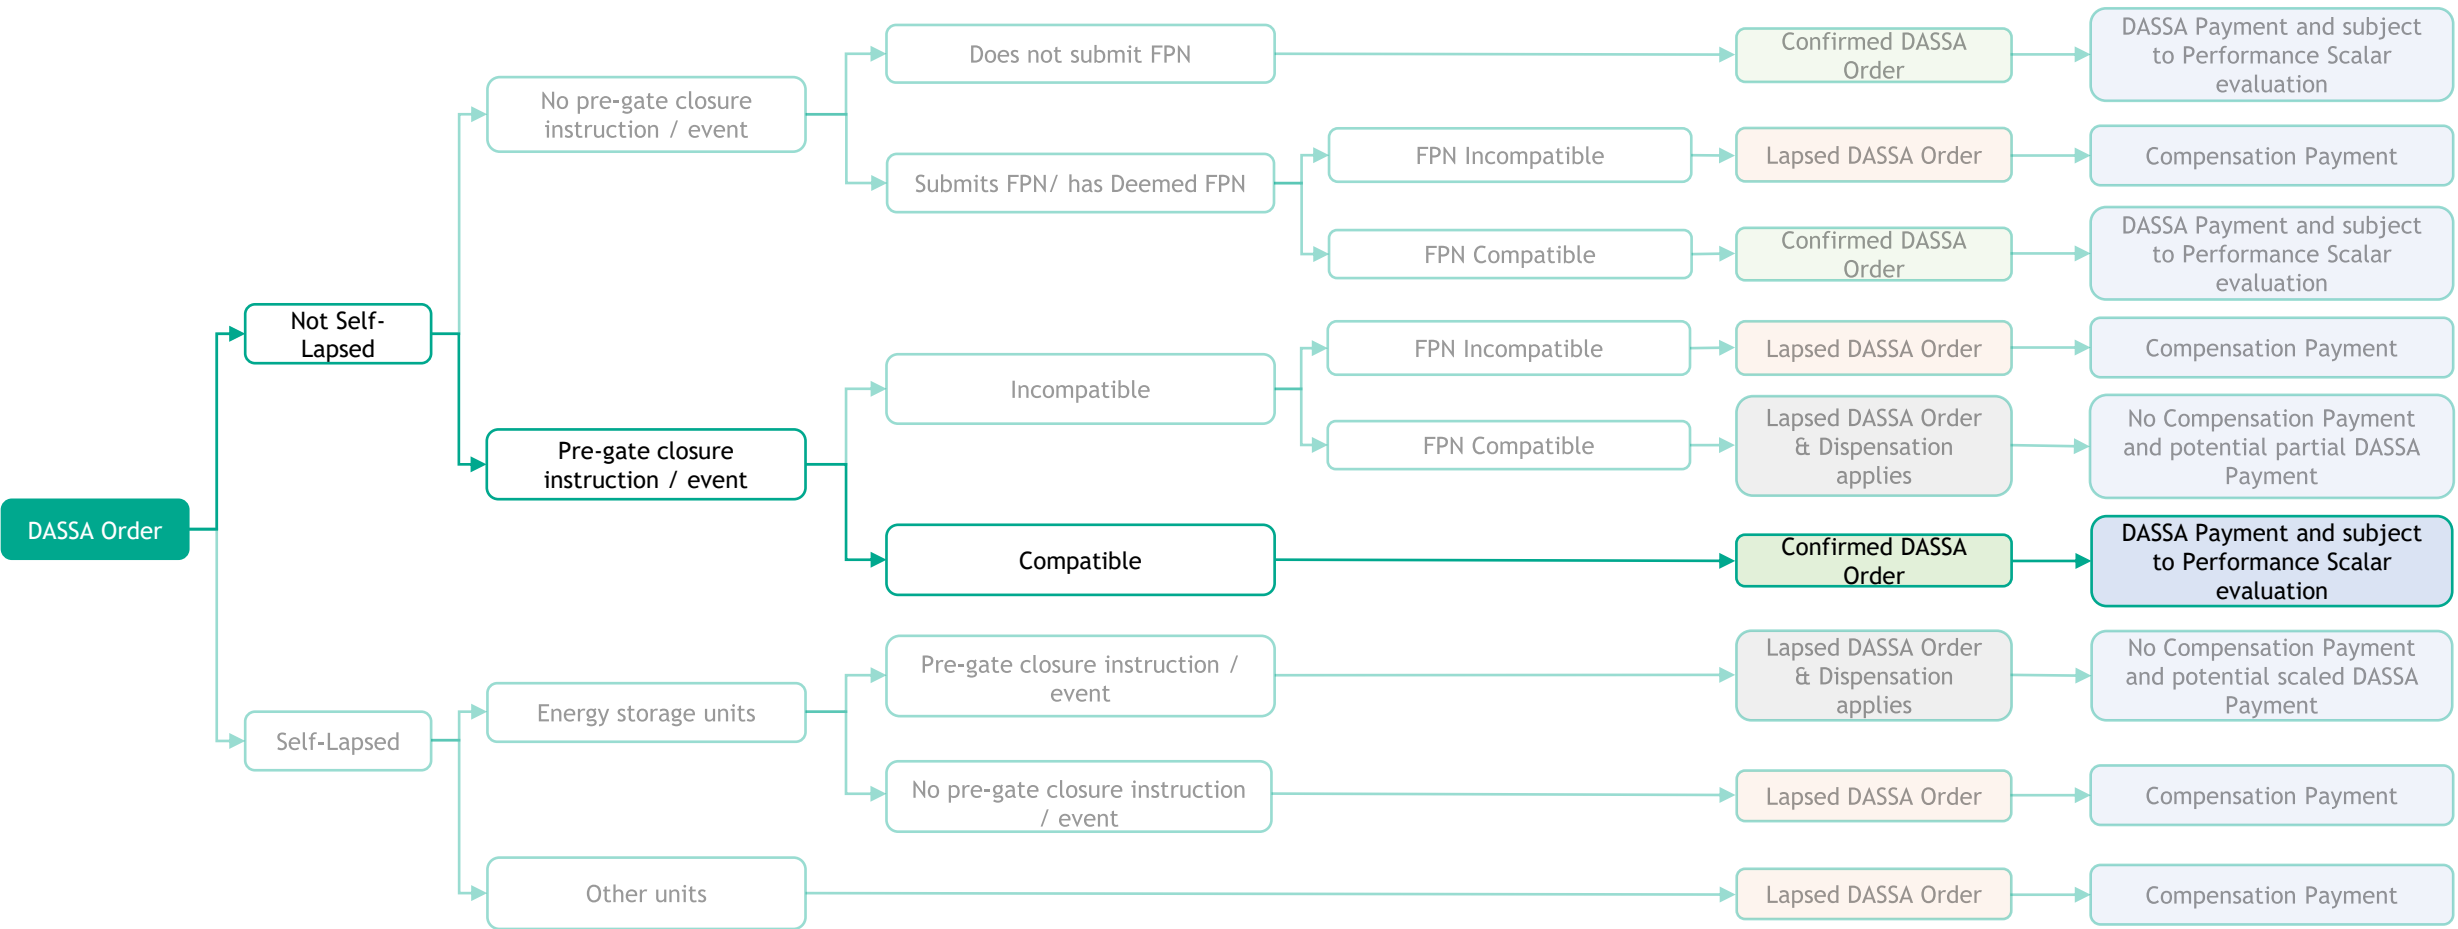 DASSA Order
Not Self-
Lapsed
Self-Lapsed
No pre-gate closure
instruction / event
Pre-gate closure
instruction / event
Energy storage units
Other units
Does not submit FPN
Submits FPN/ has Deemed FPN
Incompatible
Compatible
Pre-gate closure instruction /
event
No pre-gate closure instruction
/ event
FPN Incompatible
FPN Compatible
FPN Incompatible
FPN Compatible
Confirmed DASSA
Order
Lapsed DASSA Order
Confirmed DASSA
Order
Lapsed DASSA Order
Lapsed DASSA Order
& Dispensation
applies
Confirmed DASSA
Order
Lapsed DASSA Order
& Dispensation
applies
Lapsed DASSA Order
Lapsed DASSA Order
DASSA Payment and subject
to Performance Scalar
evaluation
Compensation Payment
DASSA Payment and subject
to Performance Scalar
evaluation
Compensation Payment
No Compensation Payment
and potential partial DASSA
Payment
DASSA Payment and subject
to Performance Scalar
evaluation
No Compensation Payment
and potential scaled DASSA
Payment
Compensation Payment
Compensation Payment